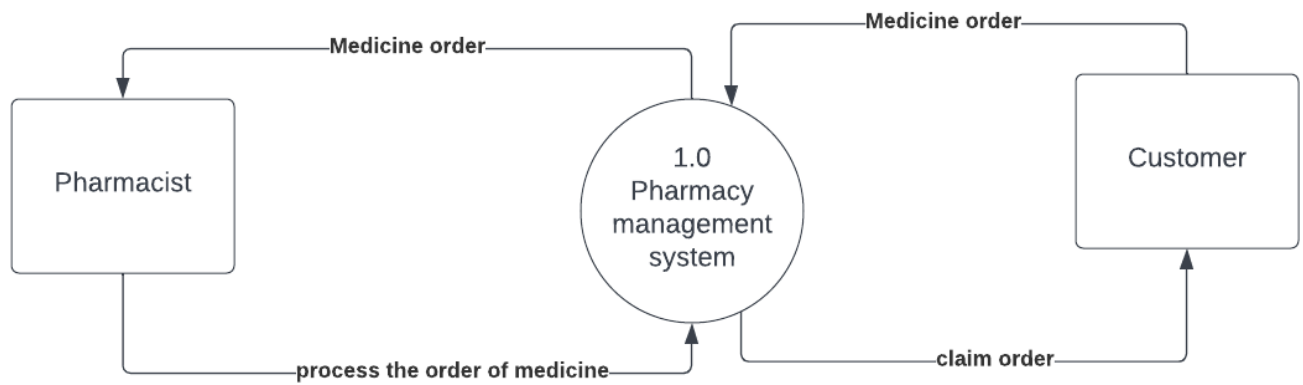 Medicine order
Medicine order
Pharmacist
1.0
Pharmacy
management
system
Customer
process the order of medicine
claim order